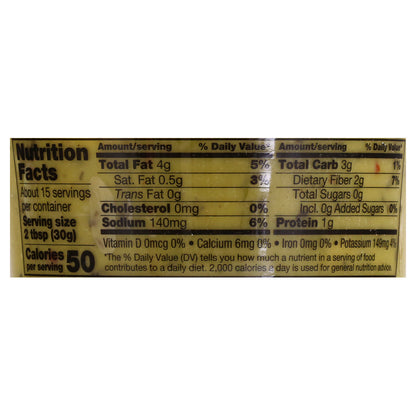 Nutrition
Facts
About 15 servings
per container
Serving size
2 tbsp (30g)
Calories
per serving 50
Amount/serving % Daily Value*
Total Fat 4g 5%
Sat. Fat 0.5g 3%
Trans Fat 0g
Cholesterol 0mg 0%
Sodium 140mg 6%
Amount/serving % Daily Value*
Total Carb 3g 1%
Dietary Fiber 2g 7%
Total Sugars 0g
Incl. 0g Added Sugars 0%
Protein 1g
Vitamin D 0mcg 0% • Calcium 6mg 0% • Iron 0mg 0% • Potassium 149mg 4%
*The % Daily Value (DV) tells you how much a nutrient in a serving of food
contributes to a daily diet. 2,000 calories a day is used for general nutrition advice.